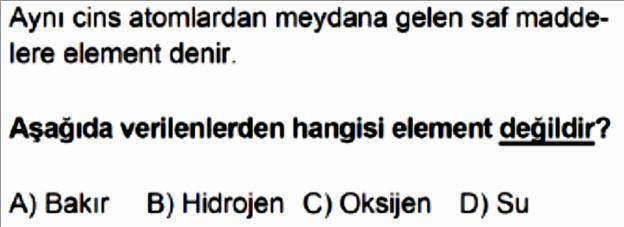 Aynı cins atomlardan meydana gelen saf madde-
lere element denir.
Aşağıda verilenlerden hangisi element değildir?
A) Bakır B) Hidrojen C) Oksijen D) Su